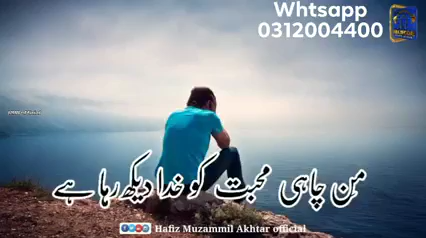 Whtsapp
0312004400
من چاہی محبت کو خدا دیکھ رہا ہے
Hafiz Muzammil Akhtar official